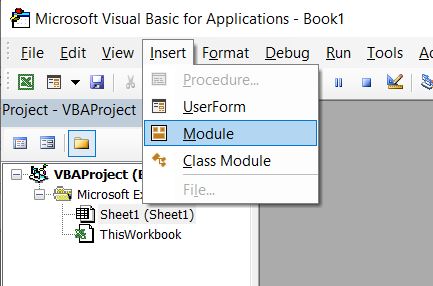 Microsoft Visual Basic for Applications - Book1
File Edit View Insert Format Debug Run Tools
Procedure...
Project - VBAProject
UserForm
Module
Class Module
VBAProject (
File...
Microsoft Ex
Sheet1 (Sheet1)
ThisWorkbook